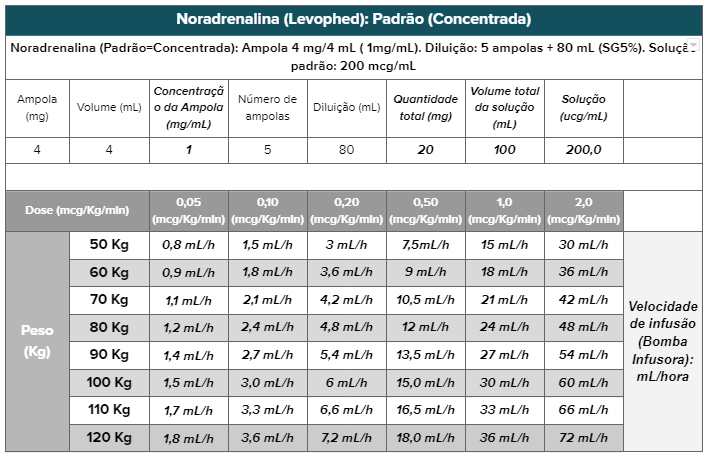 Noradrenalina (Levophed): Padrão (Concentrada)
Noradrenalina (Padrão=Concentrada): Ampola 4 mg/4 mL ( 1mg/mL). Diluição: 5 ampolas + 80 mL (SG5%). Solução
padrão: 200 mcg/mL
Ampola (mg) Volume (mL) Concentração da Ampola (mg/mL) Número de ampolas Diluição (mL) Quantidade total (mg) Volume total da solução (mL) Solução (ucg/mL)
4 4 1 5 80 20 100 200,0
Dose (mcg/Kg/min) 0,05 (mcg/Kg/min) 0,10 (mcg/Kg/min) 0,20 (mcg/Kg/min) 0,50 (mcg/Kg/min) 1,0 (mcg/Kg/min) 2,0 (mcg/Kg/min)
Peso (Kg)
50 Kg 0,8 mL/h 1,5 mL/h 3 mL/h 7,5mL/h 15 mL/h 30 mL/h
60 Kg 0,9 mL/h 1,8 mL/h 3,6 mL/h 9 mL/h 18 mL/h 36 mL/h
70 Kg 1,1 mL/h 2,1 mL/h 4,2 mL/h 10,5 mL/h 21 mL/h 42 mL/h
80 Kg 1,2 mL/h 2,4 mL/h 4,8 mL/h 12 mL/h 24 mL/h 48 mL/h
90 Kg 1,4 mL/h 2,7 mL/h 5,4 mL/h 13,5 mL/h 27 mL/h 54 mL/h
100 Kg 1,5 mL/h 3,0 mL/h 6 mL/h 15,0 mL/h 30 mL/h 60 mL/h
110 Kg 1,7 mL/h 3,3 mL/h 6,6 mL/h 16,5 mL/h 33 mL/h 66 mL/h
120 Kg 1,8 mL/h 3,6 mL/h 7,2 mL/h 18,0 mL/h 36 mL/h 72 mL/h
Velocidade
de infusão
(Bomba
Infusora):
mL/hora